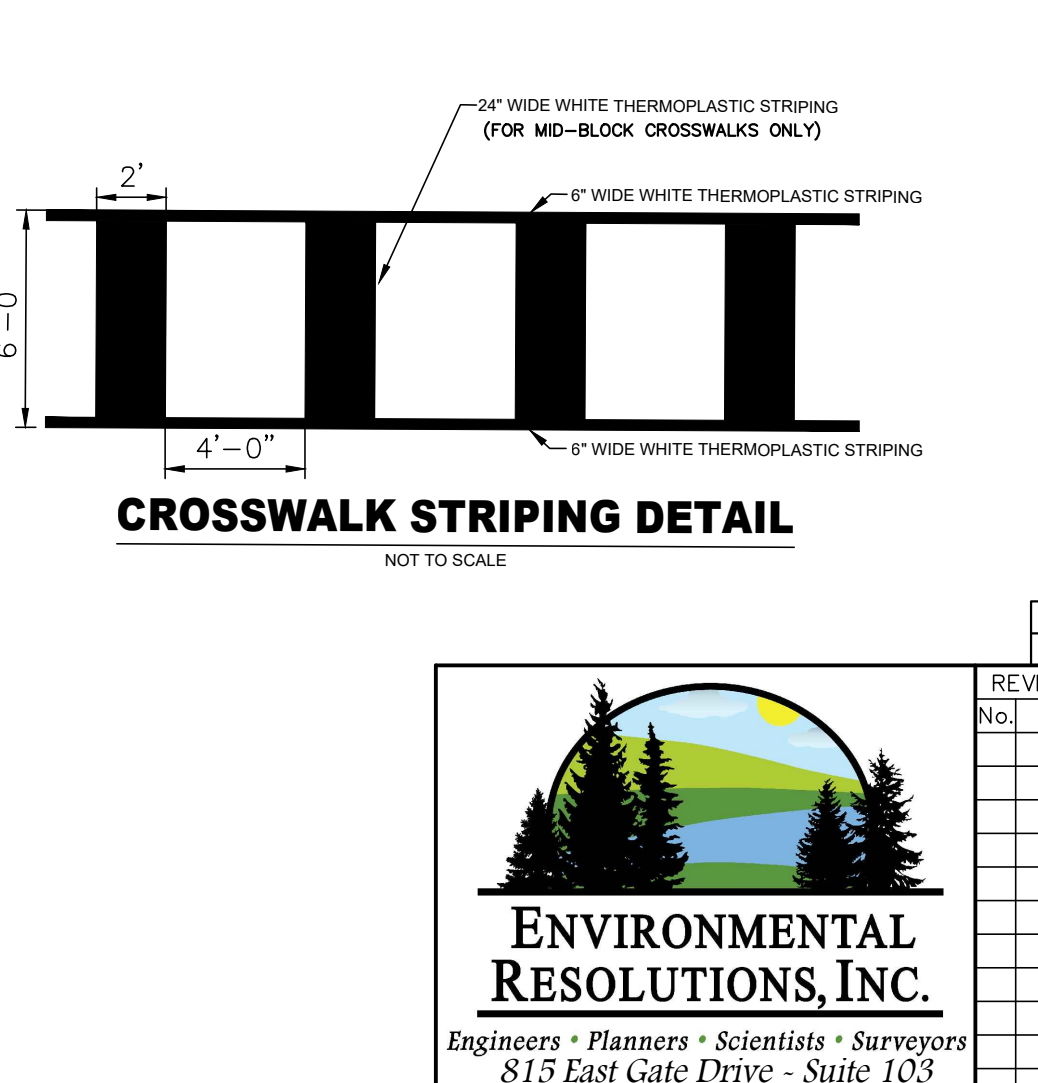 24" WIDE WHITE THERMOPLASTIC STRIPING
(FOR MID-BLOCK CROSSWALKS ONLY)
2'
6" WIDE WHITE THERMOPLASTIC STRIPING
6-0
4'-0"
6" WIDE WHITE THERMOPLASTIC STRIPING
CROSSWALK STRIPING DETAIL
NOT TO SCALE
No.
ENVIRONMENTAL
RESOLUTIONS, INC.
Engineers • Planners • Scientists • Surveyors
815 East Gate Drive ~ Suite 103